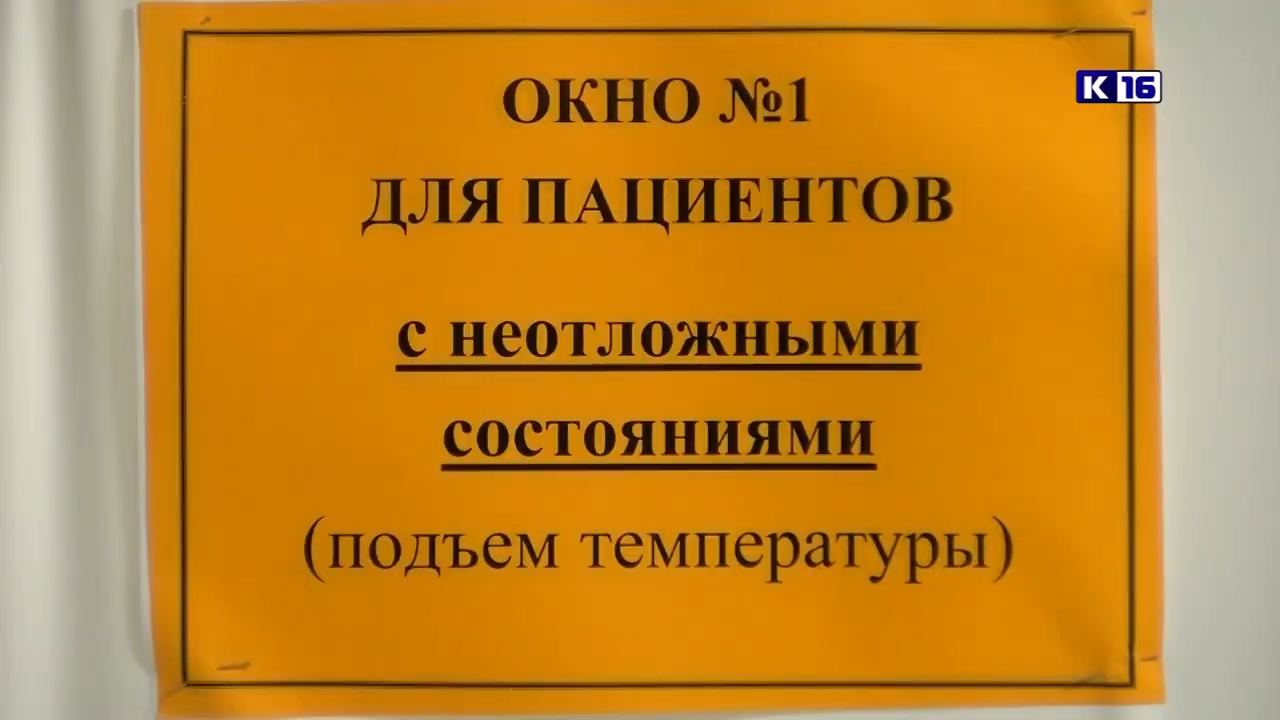 К 16
ОКНО №1
ДЛЯ ПАЦИЕНТОВ
с неотложными
состояниями
(подъем температуры)